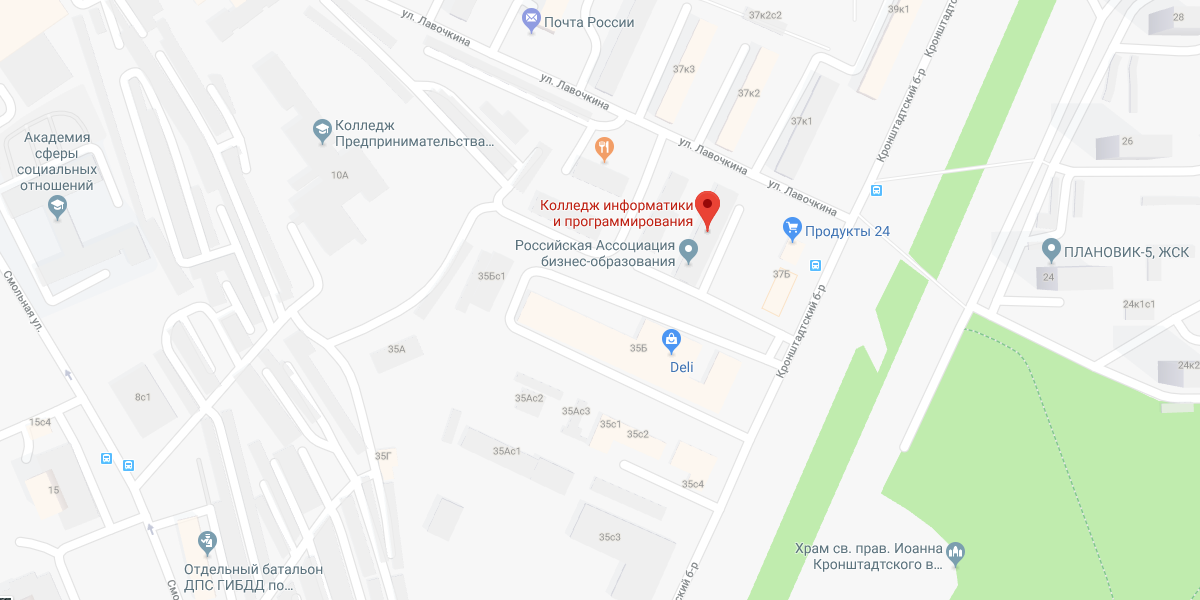 ул. Лавочкина
Почта России
37к2с2
39к1
28
Кронштадтский б-р
37к3
ул. Лавочкина
37к2
37к1
Кронштадтский б-р
Академия
сферы
социальных
отношений
Колледж
Предпринимательства...
10А
ул. Лавочкина
26
ул. Лавочкина
Колледж информатики
и программирования
Продукты 24
Российская Ассоциация
бизнес-образования
ПЛАНОВИК-5, ЖСК
24
35Бс1
37Б
Смольная ул.
24к1с1
Кронштадтский б-р
35А
35Б
Deli
24к2
8с1
35Ас2
35Ас3
15с4
35с1
35с2
35Ас1
35Г
15
35с4
35с3
Отдельный батальон
ДПС ГИБДД по...
Храм св. прав. Иоанна
Кронштадтского в...